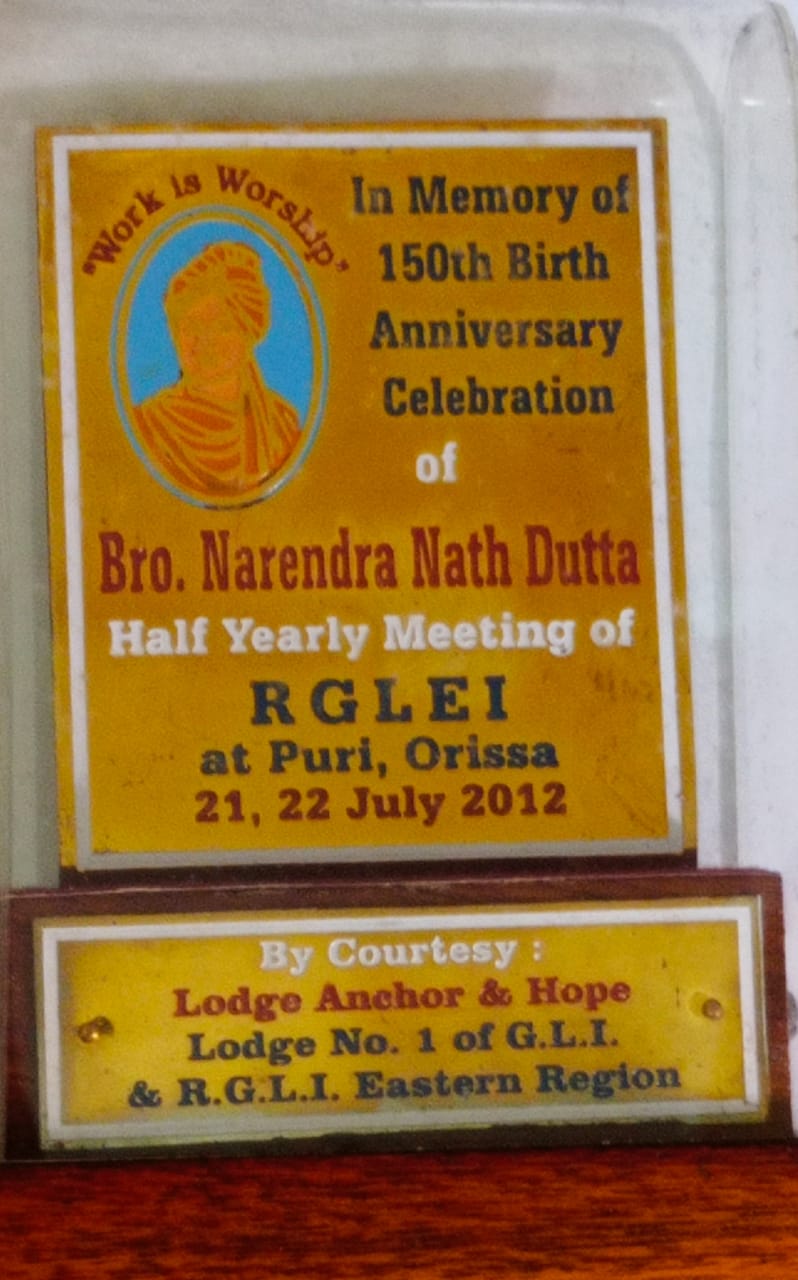 "Work is Worship"
In Memory of
150th Birth
Anniversary
Celebration
of
Bro. Narendra Nath Dutta
Half Yearly Meeting of
RGLEI
at Puri, Orissa
21, 22 July 2012
By Courtesy :
Lodge Anchor & Hope
Lodge No. 1 of G.L.I.
& R.G.L.I. Eastern Region